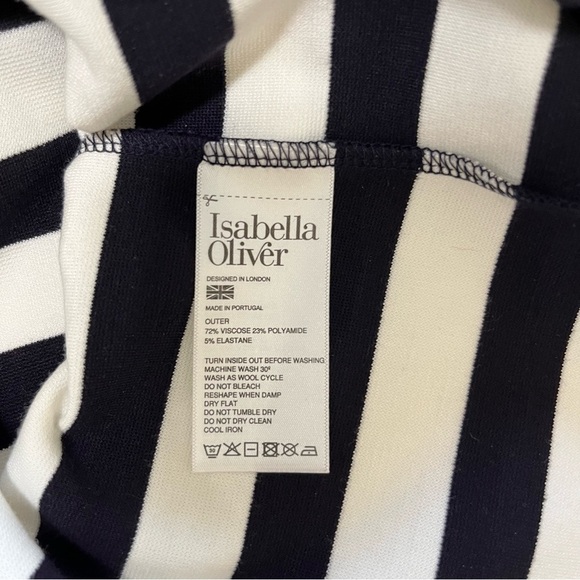 Isabella
Oliver
DESIGNED IN LONDON
MADE IN PORTUGAL
OUTER
72% VISCOSE 23% POLYAMIDE
5% ELASTANE
TURN INSIDE OUT BEFORE WASHING
MACHINE WASH 30º
WASH AS WOOL CYCLE
DO NOT BLEACH
RESHAPE WHEN DAMP
DRY FLAT
DO NOT TUMBLE DRY
DO NOT DRY CLEAN
COOL IRON
30